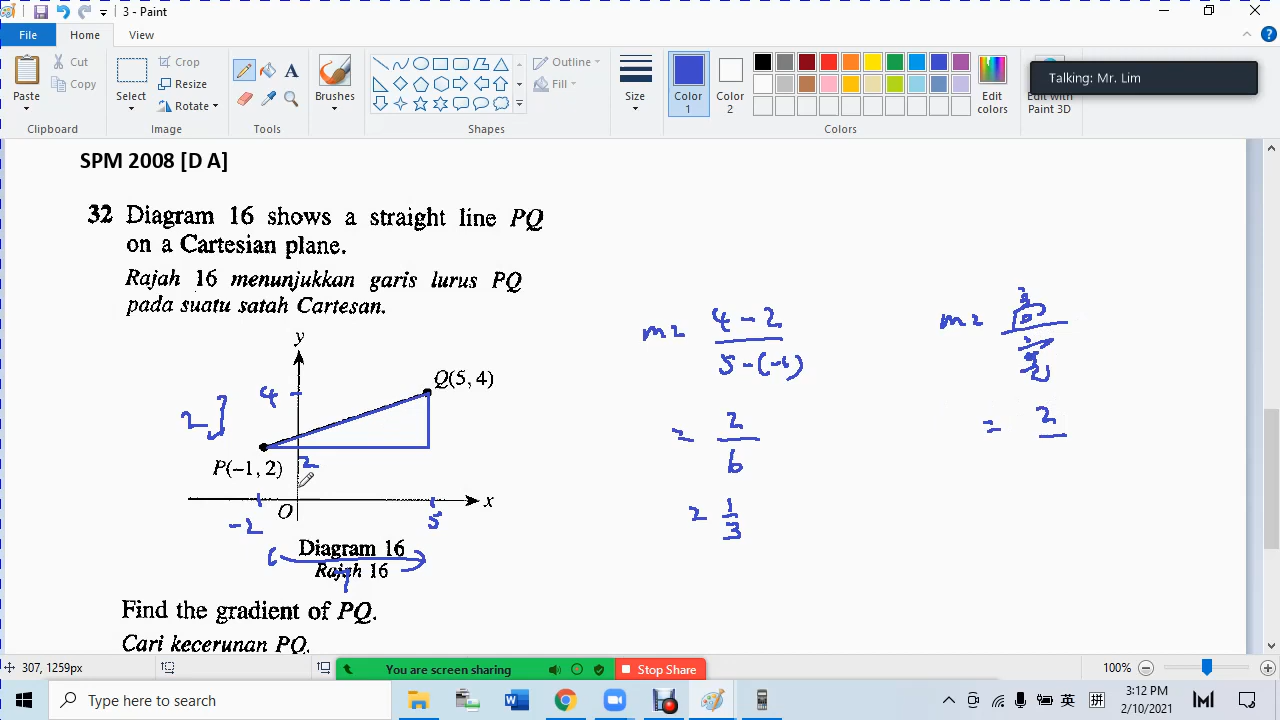 3 - Paint
File
Home
View
Paste
Cut
Copy
Clipboard
Select
Crop
Resize
Rotate
Image
Tools
Brushes
Shapes
Outline
Fill
Size
Color 1
Color 2
Colors
Edit colors
Edit with Paint 3D
Talking: Mr. Lim
SPM 2008 [D A]
32 Diagram 16 shows a straight line PQ
on a Cartesian plane.
Rajah 16 menunjukkan garis lurus PQ
pada suatu satah Cartesan.
y
4
Q(5, 4)
2
P(−1, 2)
2
O
x
-2
5
Diagram 16
Rajah 16
7
Find the gradient of PQ.
Cari kecerunan PQ.
m =
4 - 2
5 - (-1)
=
2
6
=
1
3
m =
=
2
307, 1259px
You are screen sharing
Stop Share
100%
Type here to search
英
拼
3:12 PM
2/10/2021